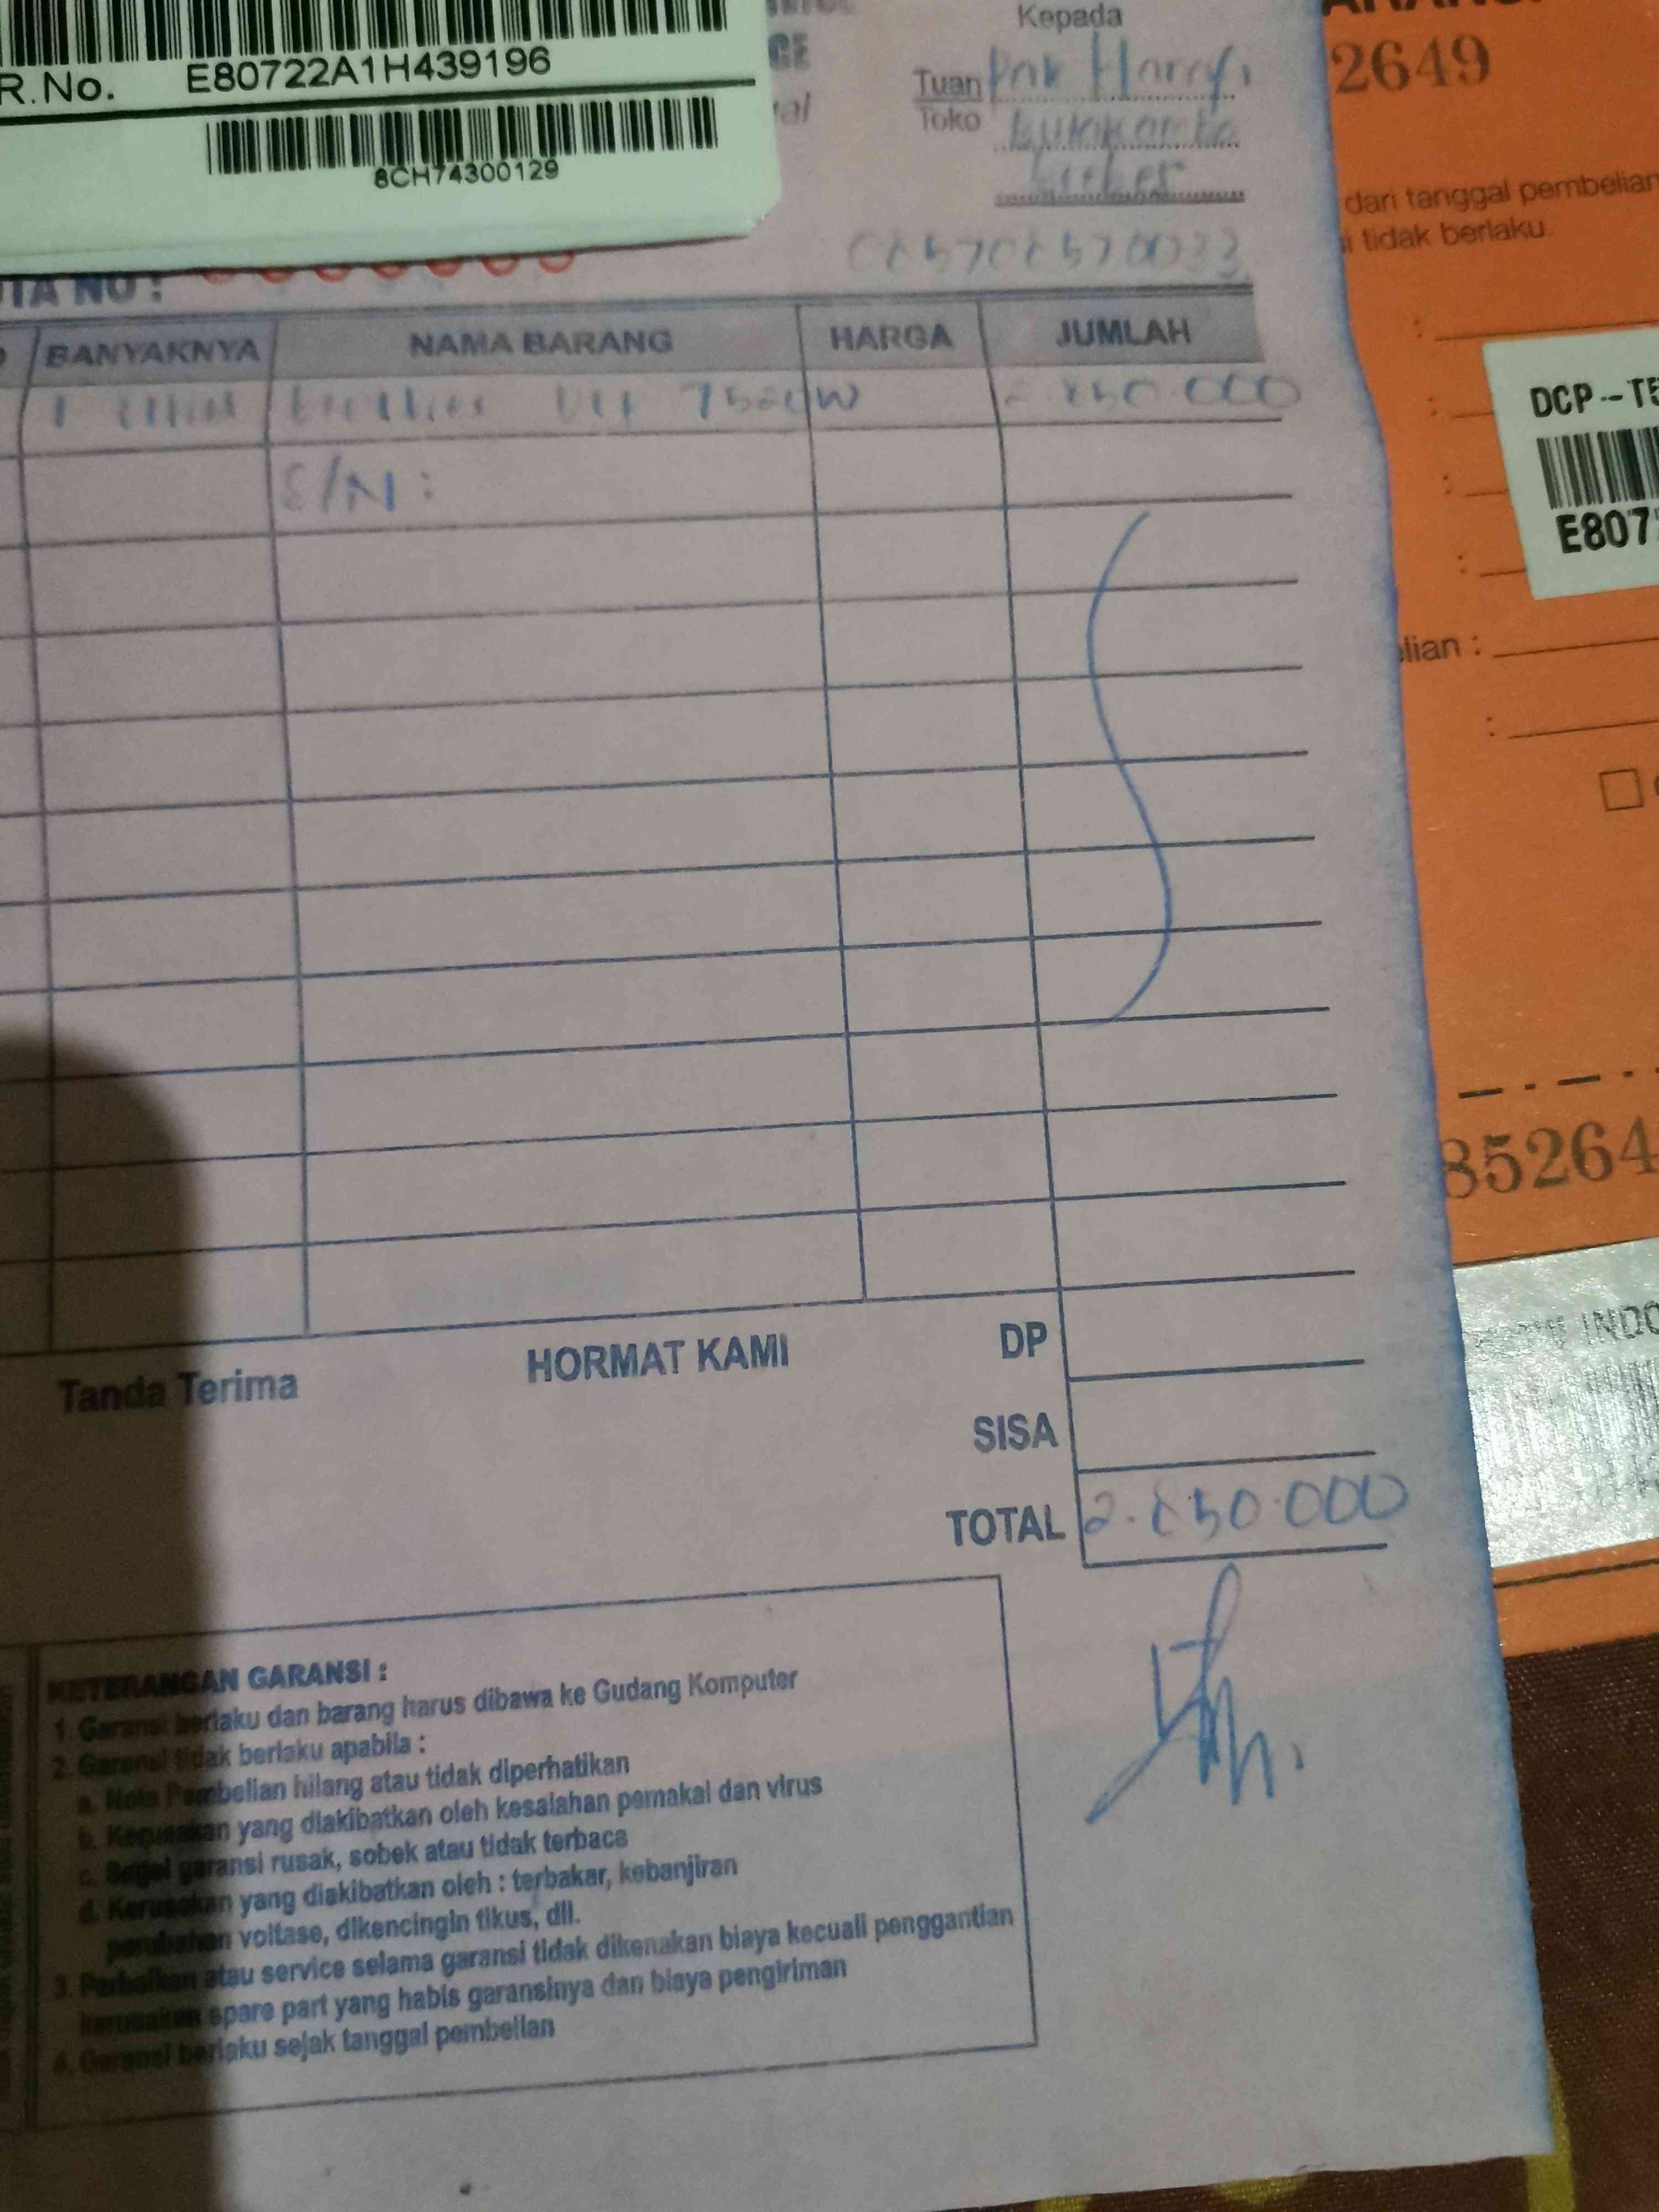 R.No. E80722A1H439196
8CH74300129
Kepada
Tuan Pak
Toko
2649
dari tanggal pembelian
tidak berlaku.
NO :
BANYAKNYA NAMA BARANG HARGA JUMLAH
1 W
S/N :
DCP-T5
E807
lian :
85264
INDO
Tanda Terima HORMAT KAMI DP
SISA
TOTAL 2.850.000
KETERANGAN GARANSI :
1. Garansi berlaku dan barang harus dibawa ke Gudang Komputer
2. Garansi tidak berlaku apabila :
a. Nota Pembelian hilang atau tidak diperhatikan
b. Kerusakan yang diakibatkan oleh kesalahan pemakai dan virus
c. Segel garansi rusak, sobek atau tidak terbaca
d. Kerusakan yang diakibatkan oleh : terbakar, kebanjiran
perubahan voltase, dikencingin tikus, dll.
3. Perbaikan atau service selama garansi tidak dikenakan biaya kecuali penggantian
kerusakan spare part yang habis garansinya dan biaya pengiriman
4. Garansi berlaku sejak tanggal pembelian